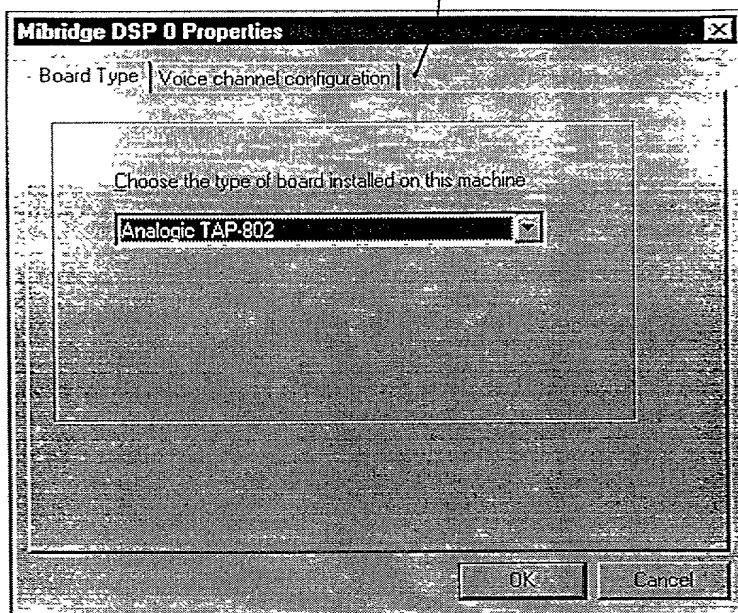 Mibridge DSP 0 Properties
Board Type Voice channel configuration
Choose the type of board installed on this machine
Analogic TAP-802
OK Cancel